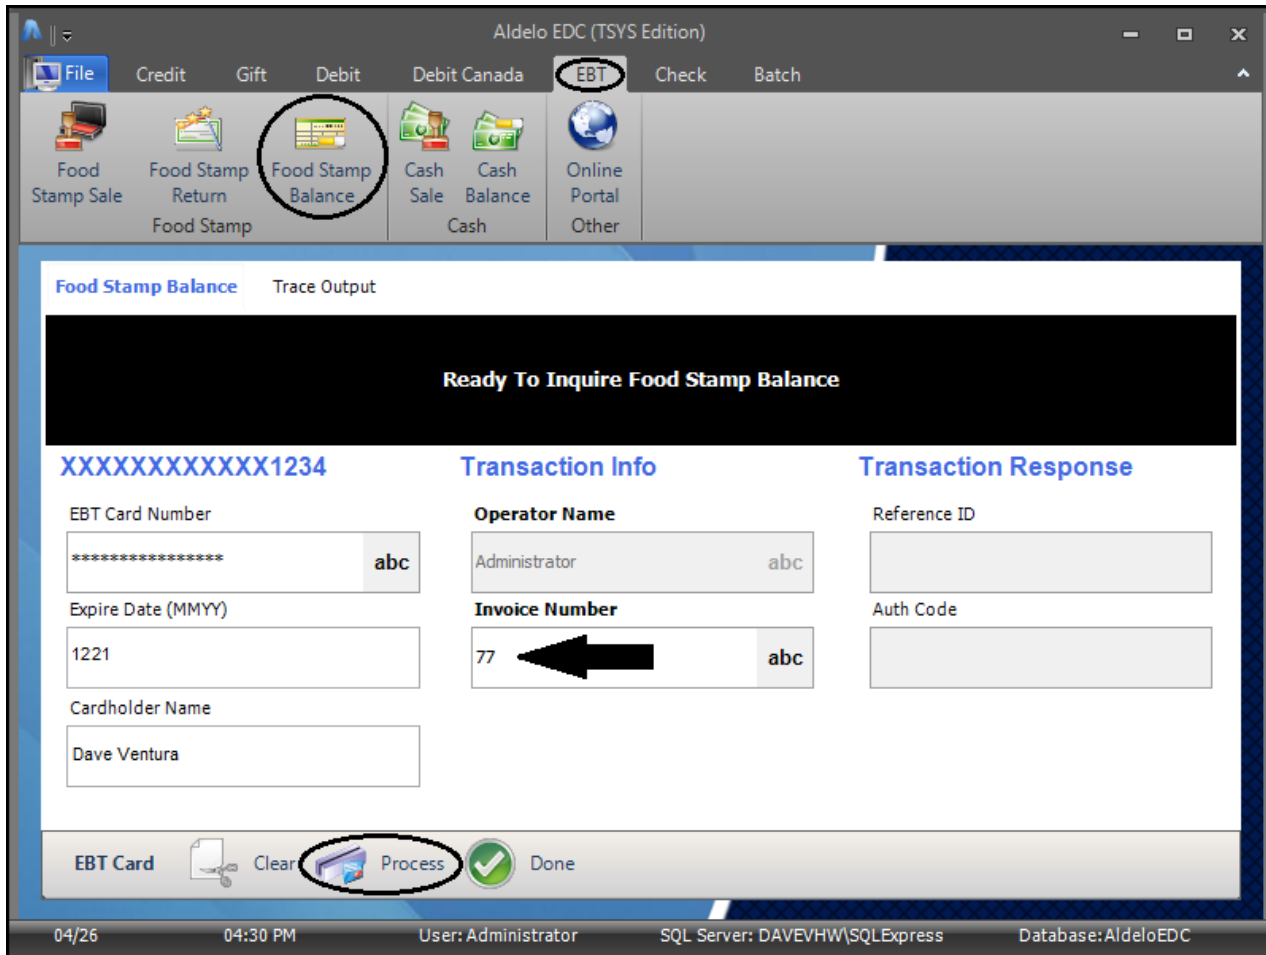 Aldelo EDC (TSYS Edition)
File Credit Gift Debit Debit Canada EBT Check Batch
Food Stamp Sale
Food Stamp Return
Food Stamp Balance
Cash Sale
Cash Balance
Online Portal
Food Stamp Cash Other
Food Stamp Balance Trace Output
Ready To Inquire Food Stamp Balance
XXXXXXXXXXXX1234 Transaction Info Transaction Response
EBT Card Number Operator Name Reference ID
**************** abc Administrator abc
Expire Date (MMYY) Invoice Number Auth Code
1221 77 abc
Cardholder Name
Dave Ventura
EBT Card Clear Process Done
04/26 04:30 PM User: Administrator SQL Server: DAVEVHW\SQLExpress Database:AldeloEDC